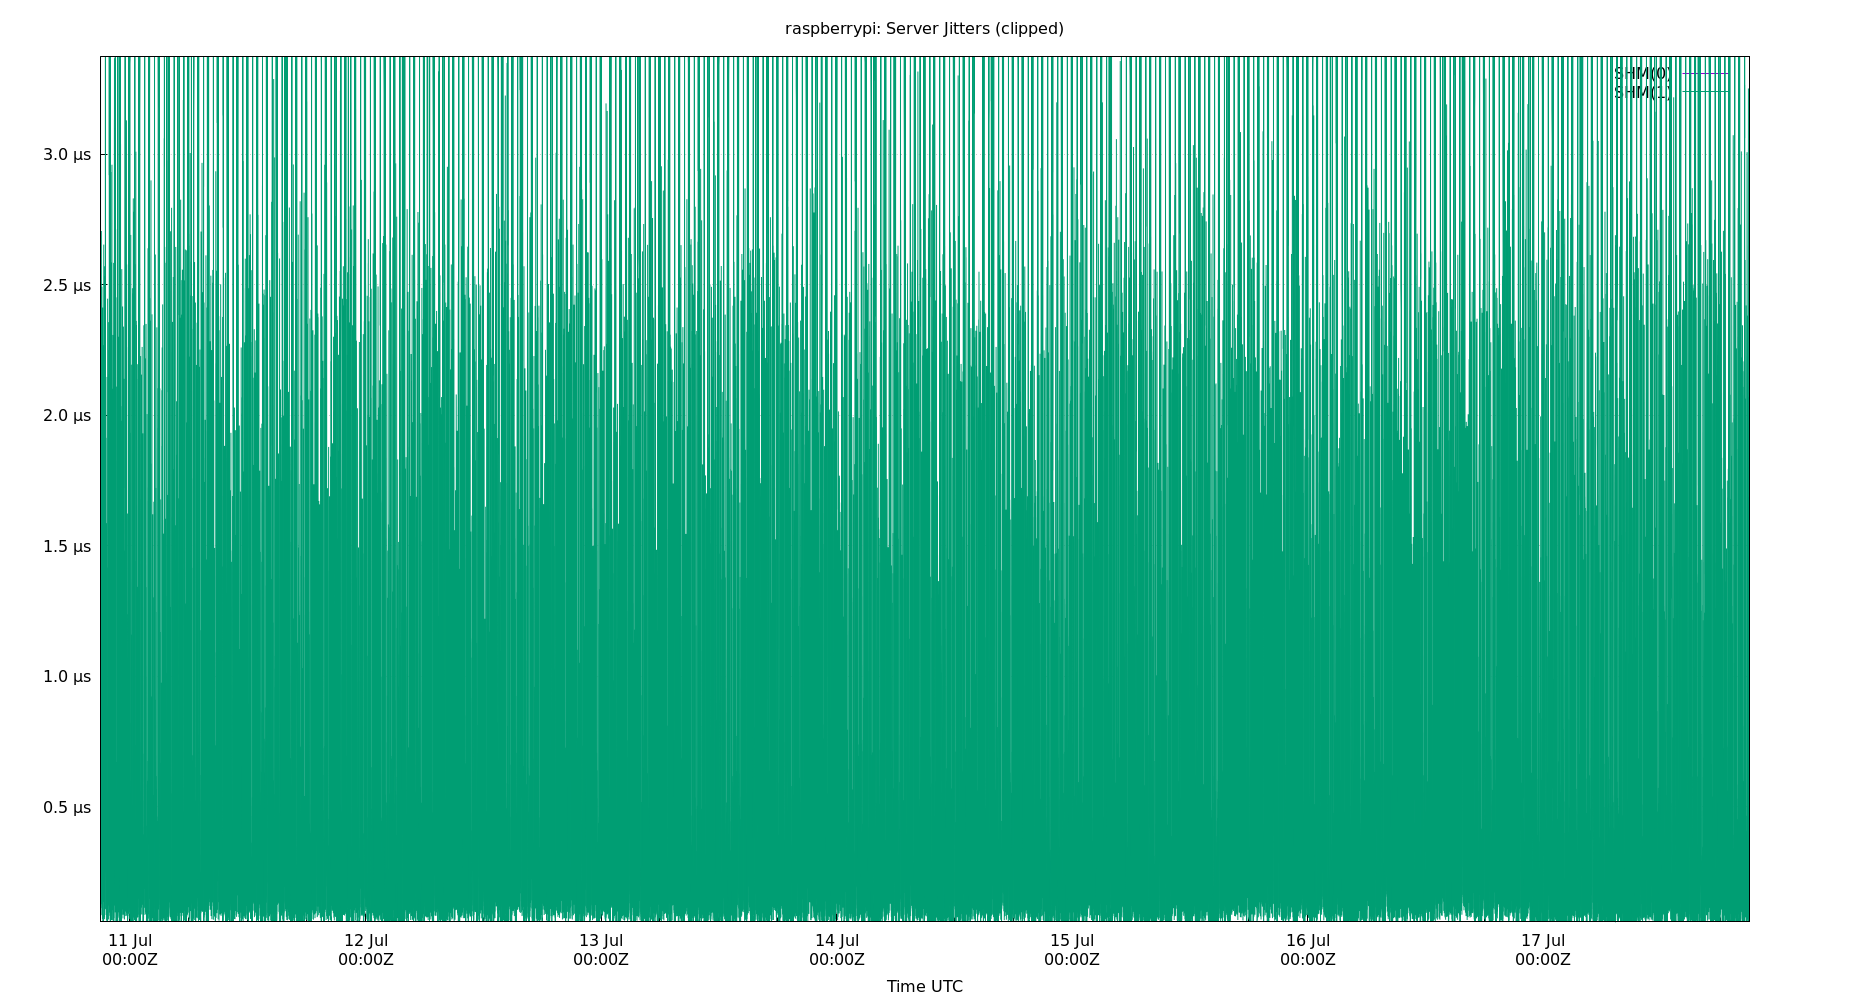 raspberrypi: Server Jitters (clipped)
SHM(0)
SHM(1)
3.0 µs
2.5 µs
2.0 µs
1.5 µs
1.0 µs
0.5 µs
11 Jul 12 Jul 13 Jul 14 Jul 15 Jul 16 Jul 17 Jul
00:00Z 00:00Z 00:00Z 00:00Z 00:00Z 00:00Z 00:00Z
Time UTC